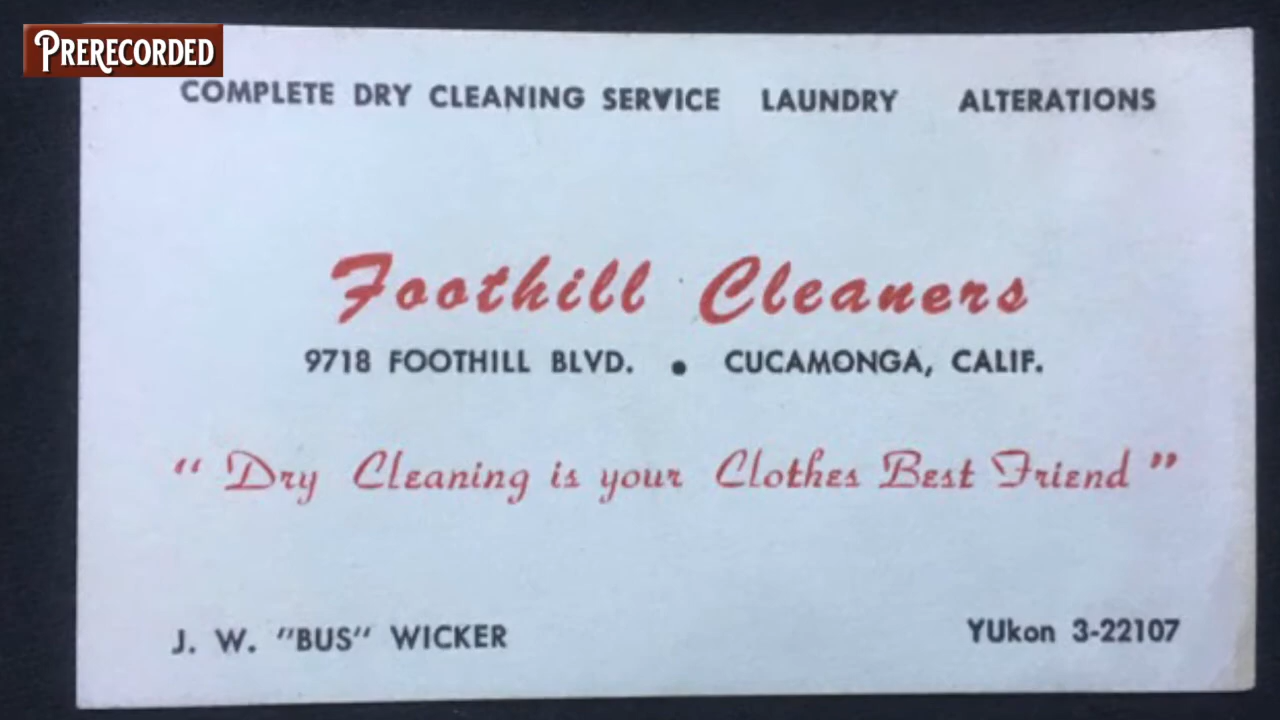 PRERECORDED
COMPLETE DRY CLEANING SERVICE LAUNDRY ALTERATIONS
Foothill Cleaners
9718 FOOTHILL BLVD. • CUCAMONGA, CALIF.
“Dry Cleaning is your Clothes Best Friend”
J. W. "BUS" WICKER
YUkon 3-22107